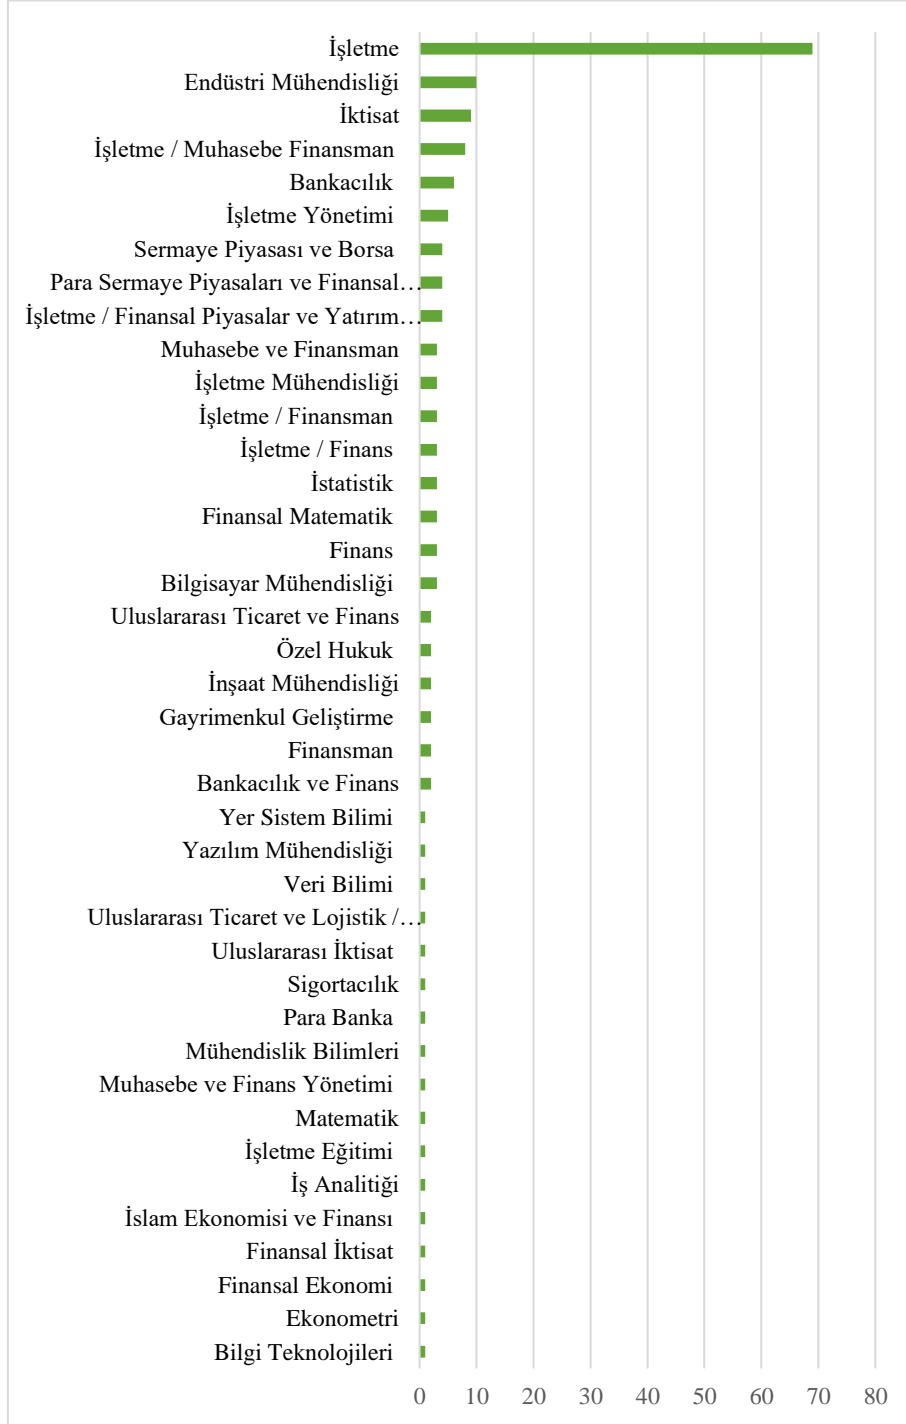 İşletme
Endüstri Mühendisliği
İktisat
İşletme / Muhasebe Finansman
Bankacılık
İşletme Yönetimi
Sermaye Piyasası ve Borsa
Para Sermaye Piyasaları ve Finansal…
İşletme / Finansal Piyasalar ve Yatırım…
Muhasebe ve Finansman
İşletme Mühendisliği
İşletme / Finansman
İşletme / Finans
İstatistik
Finansal Matematik
Finans
Bilgisayar Mühendisliği
Uluslararası Ticaret ve Finans
Özel Hukuk
İnşaat Mühendisliği
Gayrimenkul Geliştirme
Finansman
Bankacılık ve Finans
Yer Sistem Bilimi
Yazılım Mühendisliği
Veri Bilimi
Uluslararası Ticaret ve Lojistik /…
Uluslararası İktisat
Sigortacılık
Para Banka
Mühendislik Bilimleri
Muhasebe ve Finans Yönetimi
Matematik
İşletme Eğitimi
İş Analitiği
İslam Ekonomisi ve Finansı
Finansal İktisat
Finansal Ekonomi
Ekonometri
Bilgi Teknolojileri
0 10 20 30 40 50 60 70 80